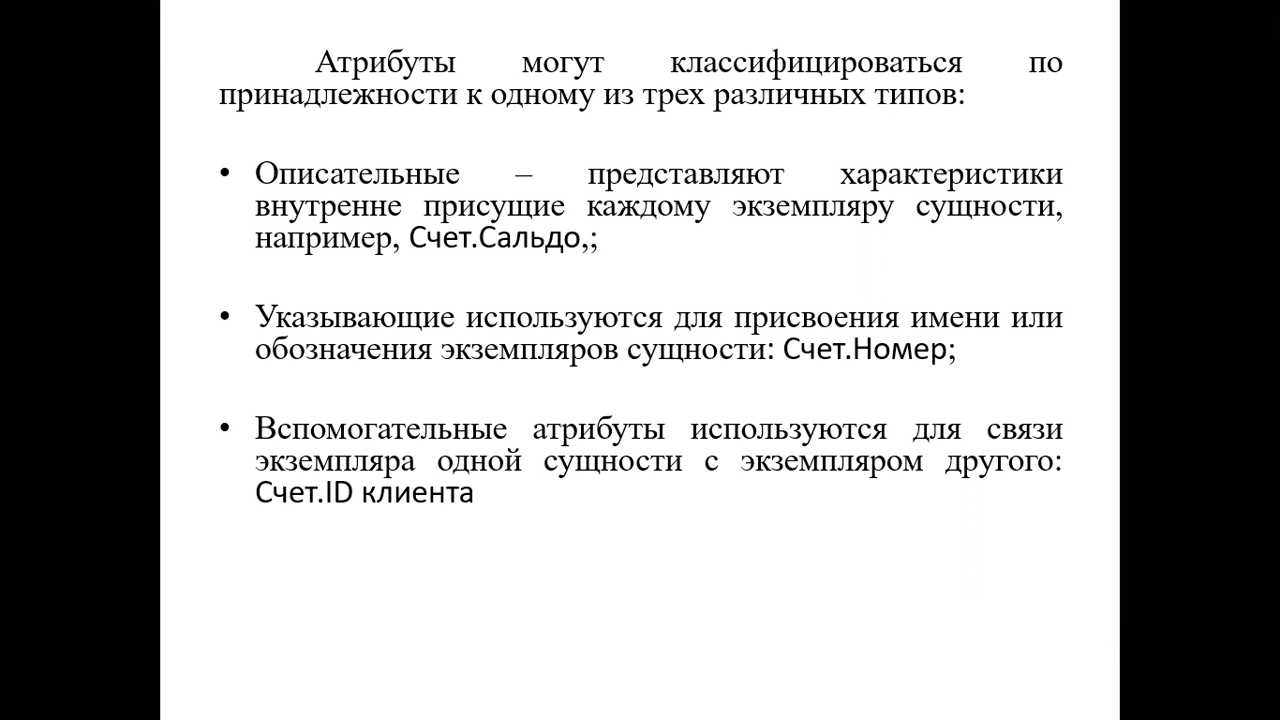 Атрибуты могут классифицироваться по
принадлежности к одному из трех различных типов:
• Описательные – представляют характеристики
внутренне присущие каждому экземпляру сущности,
например, Счет.Сальдо,;
• Указывающие используются для присвоения имени или
обозначения экземпляров сущности: Счет.Номер;
• Вспомогательные атрибуты используются для связи
экземпляра одной сущности с экземпляром другого:
Счет.ID клиента